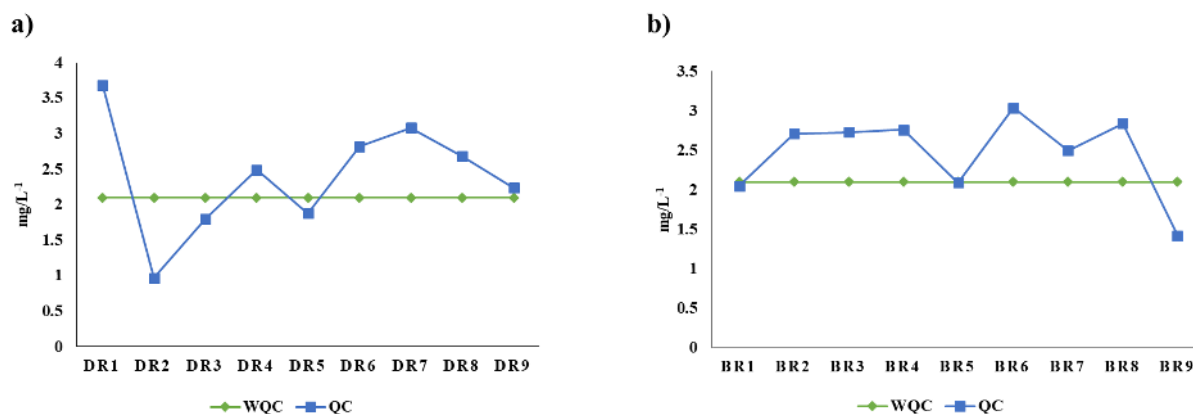 a)
mg/L⁻¹
4
3.5
3
2.5
2
1.5
1
0.5
0
DR1 DR2 DR3 DR4 DR5 DR6 DR7 DR8 DR9
WQC QC
b)
mg/L⁻¹
3.5
3
2.5
2
1.5
1
0.5
0
BR1 BR2 BR3 BR4 BR5 BR6 BR7 BR8 BR9
WQC QC